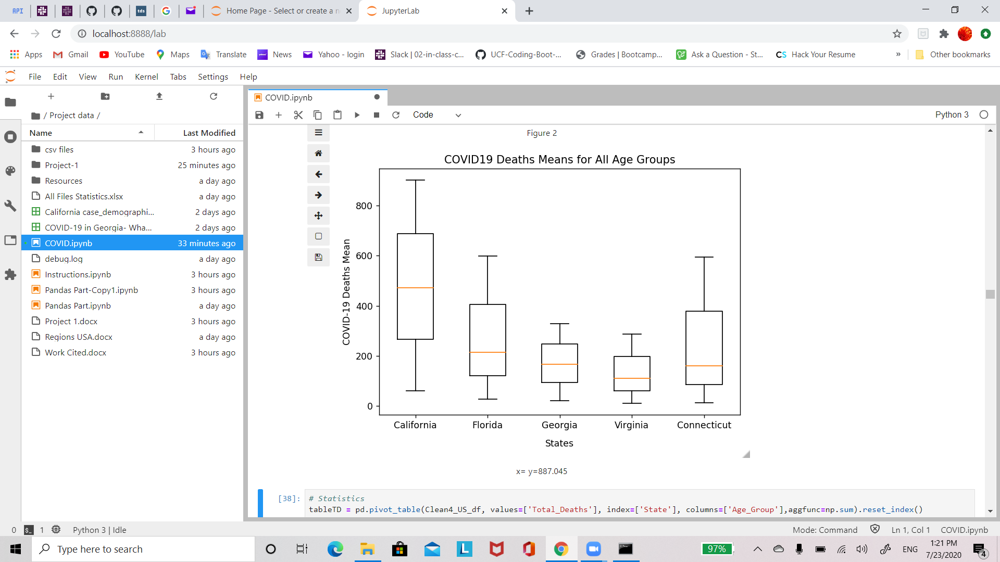 API tds Home Page - Select or create a n JupyterLab
localhost:8888/lab
Apps Gmail YouTube Maps Translate News Yahoo - login Slack | 02-in-class-c... UCF-Coding-Boot-... Grades | Bootcamp... Ask a Question - St... CS Hack Your Resume » Other bookmarks
File Edit View Run Kernel Tabs Settings Help
/ Project data /
Name Last Modified
csv files 3 hours ago
Project-1 25 minutes ago
Resources a day ago
All Files Statistics.xlsx a day ago
California case_demographi... 2 days ago
COVID-19 in Georgia- Wha... 2 days ago
COVID.ipynb 33 minutes ago
debug.log a day ago
Instructions.ipynb 3 hours ago
Pandas Part-Copy1.ipynb 3 hours ago
Pandas Part.ipynb a day ago
Project 1.docx 3 hours ago
Regions USA.docx a day ago
Work Cited.docx 3 hours ago
COVID.ipynb
Code Python 3
Figure 2
COVID19 Deaths Means for All Age Groups
COVID-19 Deaths Mean
800
600
400
200
0
California Florida Georgia Virginia Connecticut
States
x= y=887.045
[38]: # Statistics
tableTD = pd.pivot_table(Clean4_US_df, values=['Total_Deaths'], index=['State'], columns=['Age_Group'],aggfunc=np.sum).reset_index()
0 $_ 1 Python 3 | Idle Mode: Command Ln 1, Col 1 COVID.ipynb
Type here to search L 97% ENG 1:21 PM
7/23/2020 4